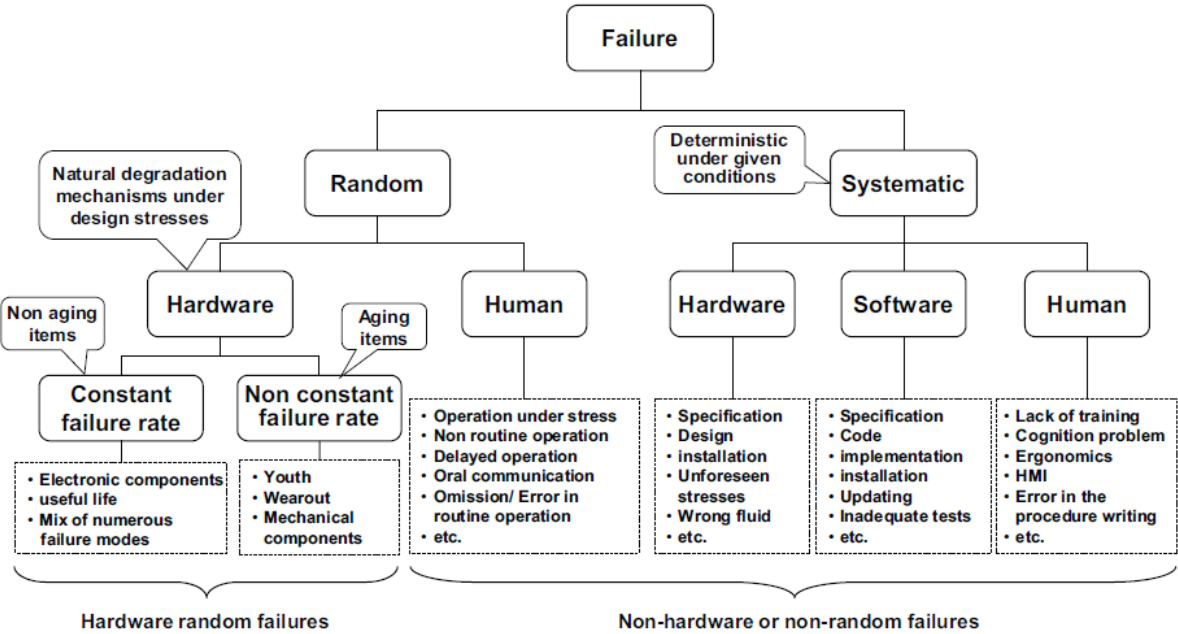 Failure
Deterministic
under given
conditions
Natural degradation
mechanisms under
design stresses
Random
Systematic
Hardware
Human
Hardware
Software
Human
Non aging
items
Aging
items
Constant
failure rate
Non constant
failure rate
• Electronic components
• useful life
• Mix of numerous
failure modes
• Youth
• Wearout
• Mechanical
components
• Operation under stress
• Non routine operation
• Delayed operation
• Oral communication
• Omission/ Error in
routine operation
• etc.
• Specification
• Design
• installation
• Unforeseen
stresses
• Wrong fluid
• etc.
• Specification
• Code
• implementation
• installation
• Updating
• Inadequate tests
• etc.
• Lack of training
• Cognition problem
• Ergonomics
• HMI
• Error in the
procedure writing
• etc.
Hardware random failures
Non-hardware or non-random failures